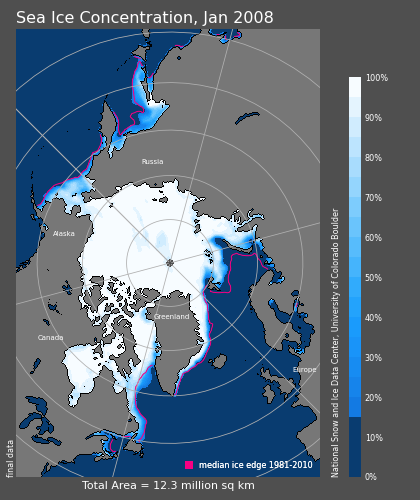 Sea Ice Concentration, Jan 2008
Russia
Alaska
Greenland
Canada
Europe
median ice edge 1981-2010
final data
Total Area = 12.3 million sq km
100%
90%
80%
70%
60%
50%
40%
30%
20%
10%
0%
National Snow and Ice Data Center, University of Colorado Boulder